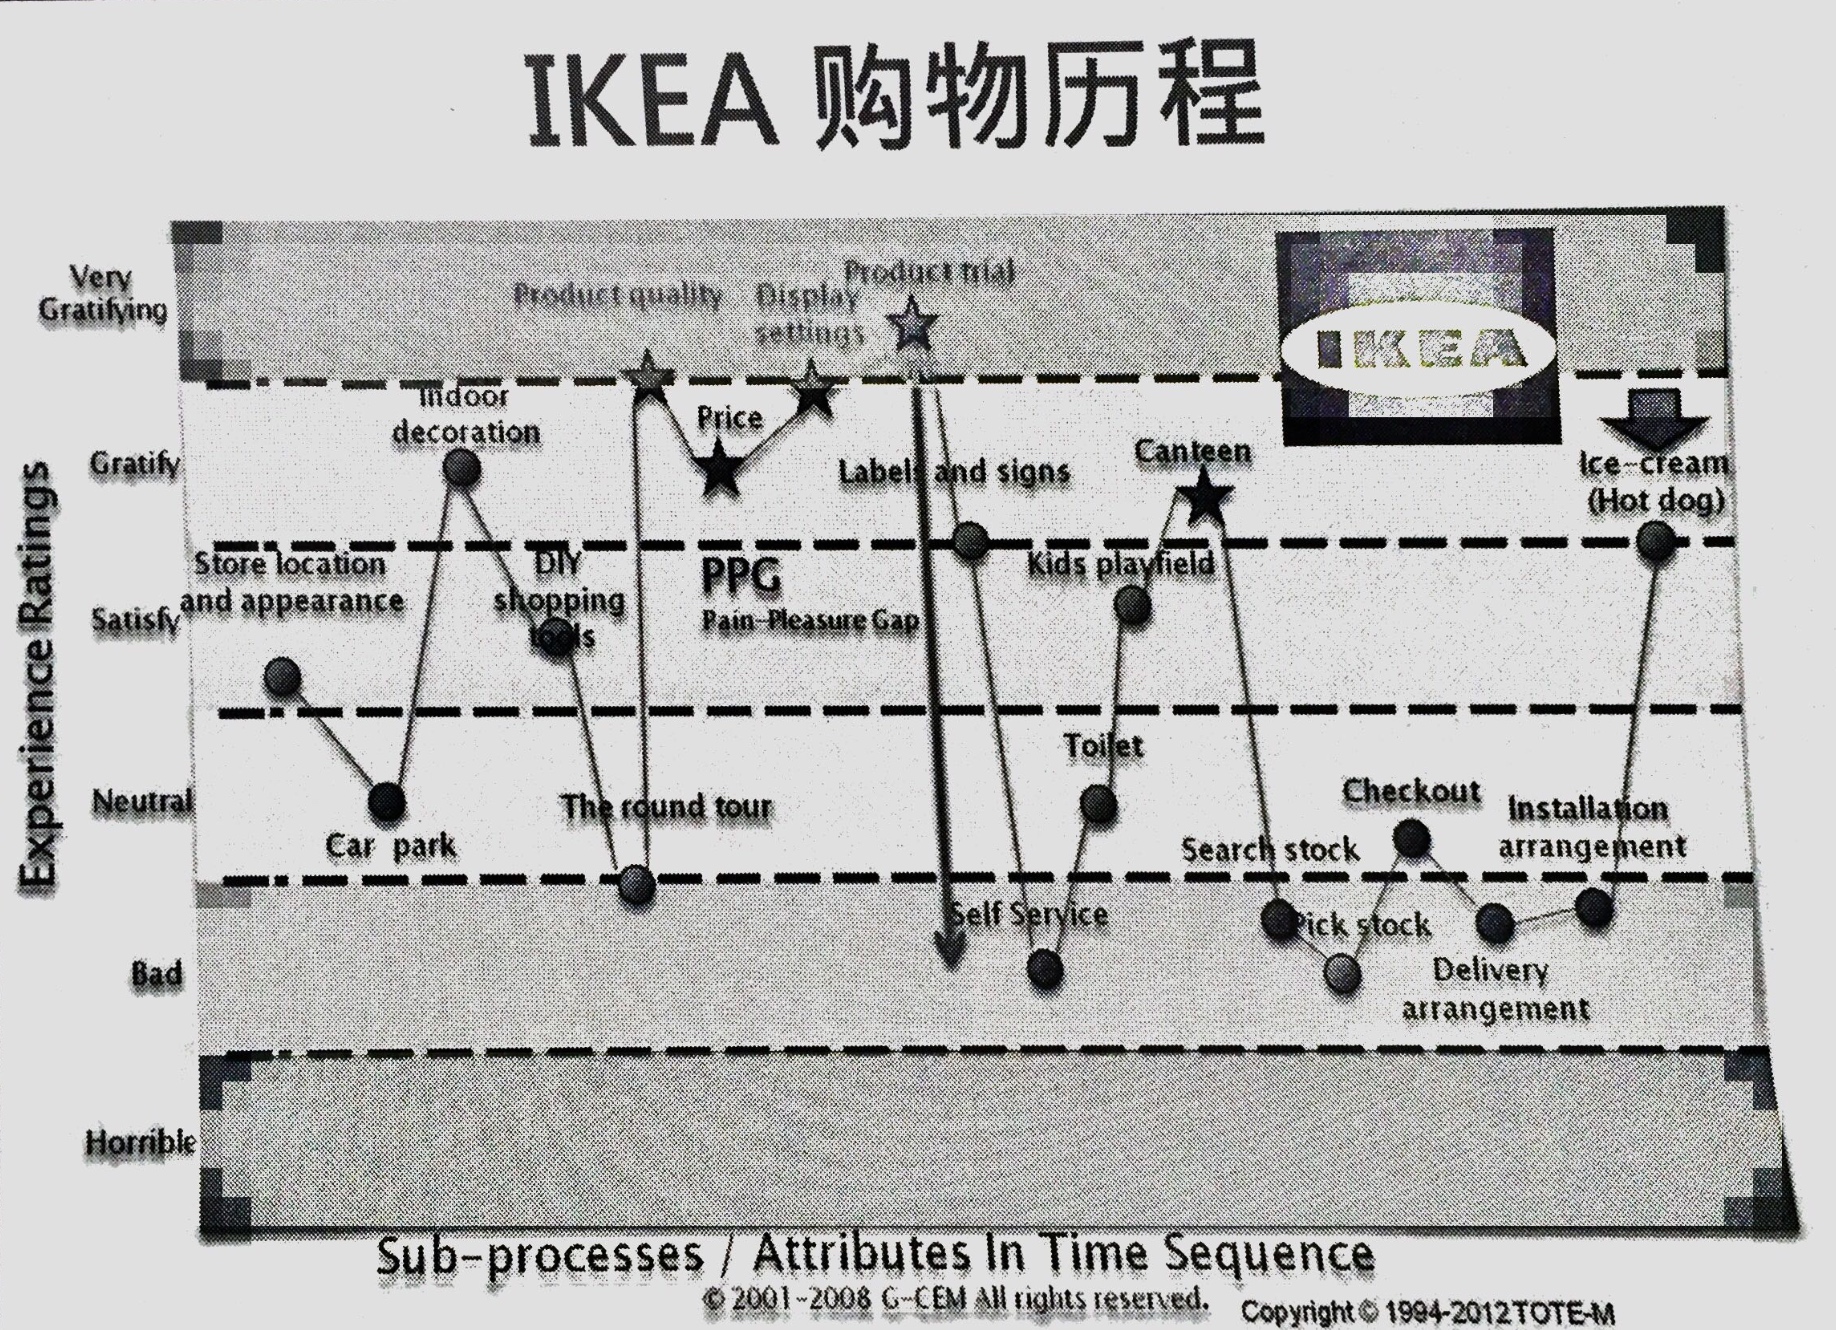 IKEA 购物历程
Very
Gratifying
Product trial
Product quality
Display
settings
IKEA
Indoor
decoration
Price
Gratify
Labels and signs
Canteen
Ice-cream
(Hot dog)
Experience Ratings
Store location
and appearance
DIY
shopping
tools
PPG
Pain-Pleasure Gap
Kids playfield
Satisfy
Toilet
Neutral
Car park
The round tour
Search stock
Checkout
Installation
arrangement
Self Service
Pick stock
Bad
Delivery
arrangement
Horrible
Sub-processes / Attributes In Time Sequence
© 2001-2008 G-CEM All rights reserved.
Copyright © 1994-2012 TOTE-M